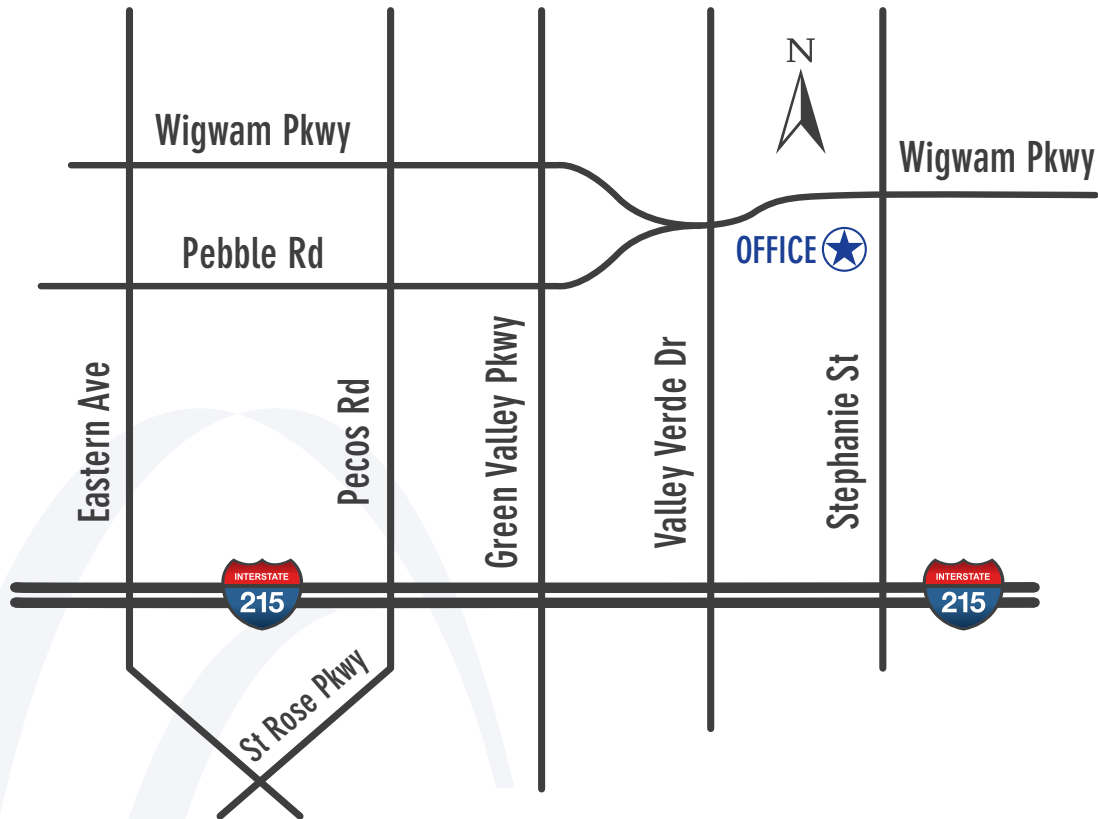 N
Wigwam Pkwy
Wigwam Pkwy
Pebble Rd
OFFICE
Eastern Ave
Pecos Rd
Green Valley Pkwy
Valley Verde Dr
Stephanie St
INTERSTATE
215
INTERSTATE
215
St Rose Pkwy